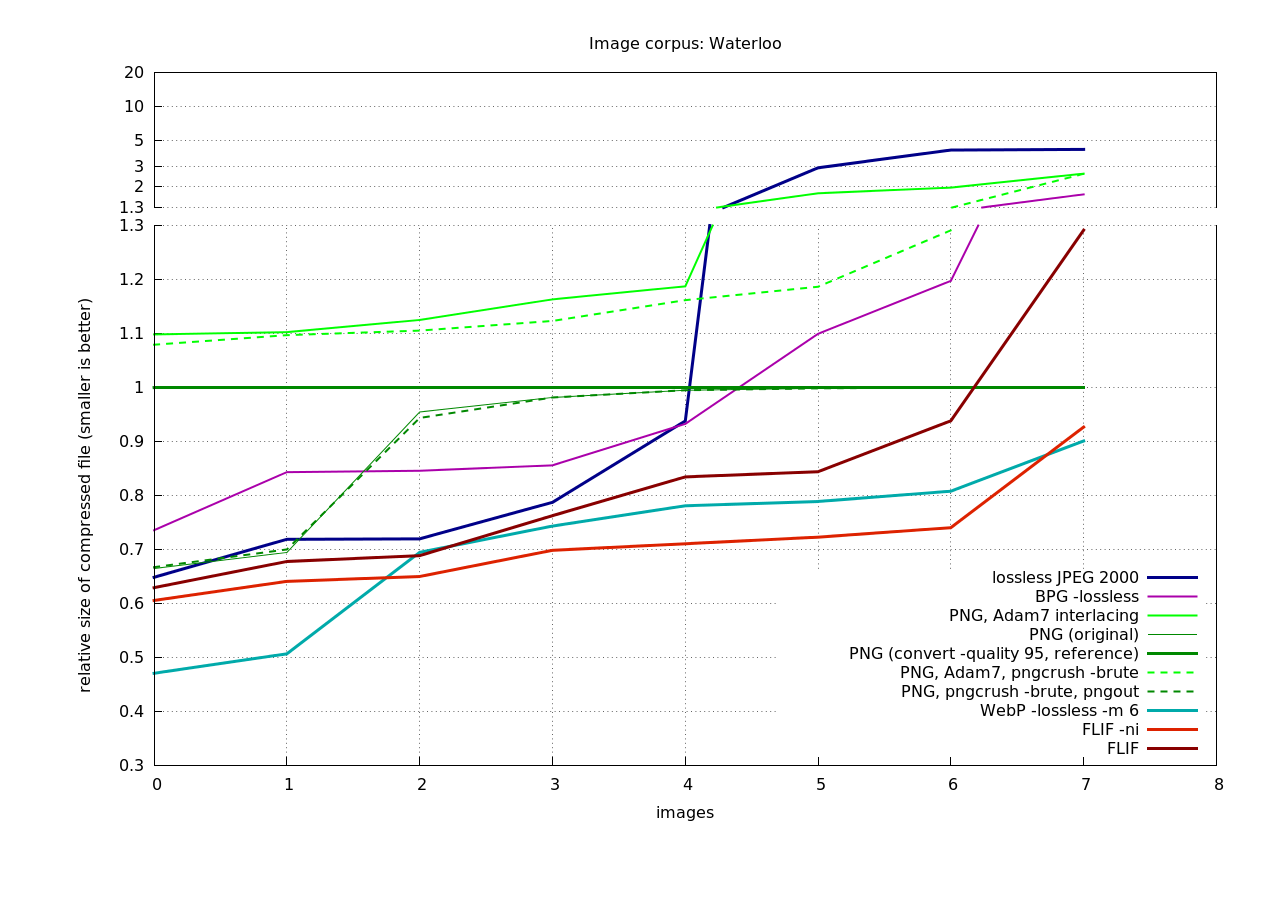 Image corpus: Waterloo
20
10
5
3
2
1.3
1.3
1.2
1.1
1
0.9
0.8
0.7
0.6
0.5
0.4
0.3
relative size of compressed file (smaller is better)
lossless JPEG 2000
BPG -lossless
PNG, Adam7 interlacing
PNG (original)
PNG (convert -quality 95, reference)
PNG, Adam7, pngcrush -brute
PNG, pngcrush -brute, pngout
WebP -lossless -m 6
FLIF -ni
FLIF
0 1 2 3 4 5 6 7 8
images